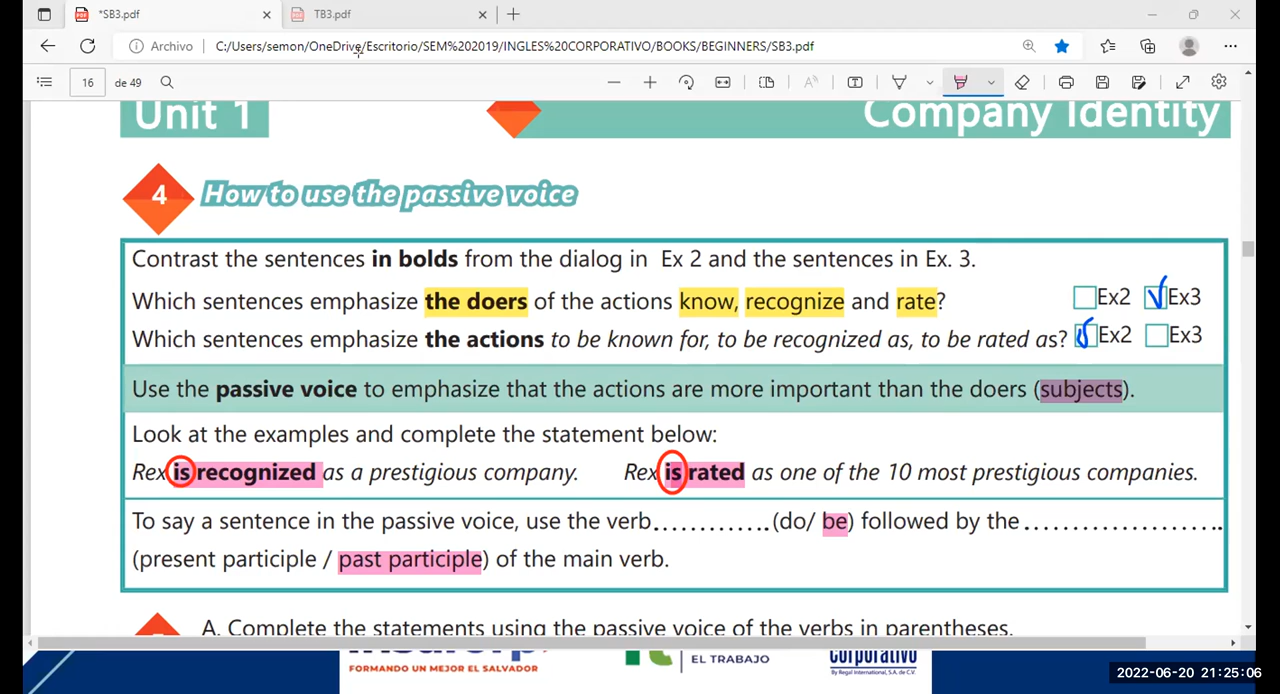 *SB3.pdf
TB3.pdf
Archivo
C:/Users/semon/OneDrive/Escritorio/SEM%202019/INGLES%20CORPORATIVO/BOOKS/BEGINNERS/SB3.pdf
16 de 49
Unit 1
Company Identity
4 How to use the passive voice
Contrast the sentences in bolds from the dialog in Ex 2 and the sentences in Ex. 3.
Which sentences emphasize the doers of the actions know, recognize and rate? Ex2 Ex3
Which sentences emphasize the actions to be known for, to be recognized as, to be rated as? Ex2 Ex3
Use the passive voice to emphasize that the actions are more important than the doers (subjects).
Look at the examples and complete the statement below:
Rex is recognized as a prestigious company. Rex is rated as one of the 10 most prestigious companies.
To say a sentence in the passive voice, use the verb............. (do/ be) followed by the .....................
(present participle / past participle) of the main verb.
A. Complete the statements using the passive voice of the verbs in parentheses.
FORMANDO UN MEJOR EL SALVADOR
EL TRABAJO
corporativo
By Regal International, S.A. de C.V.
2022-06-20 21:25:06